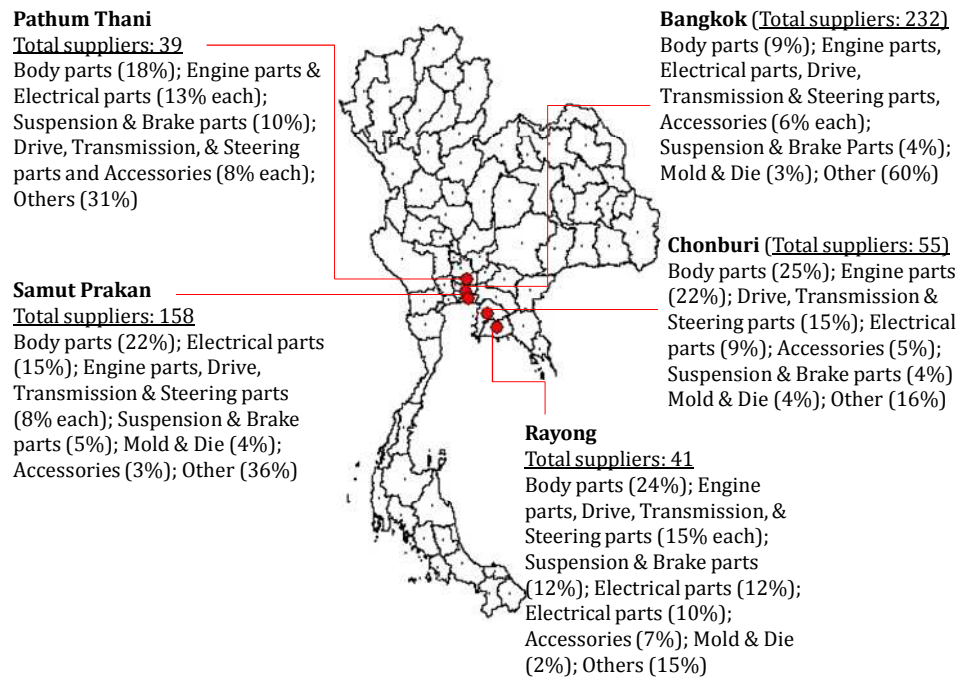 Pathum Thani
Total suppliers: 39
Body parts (18%); Engine parts &
Electrical parts (13% each);
Suspension & Brake parts (10%);
Drive, Transmission, & Steering
parts and Accessories (8% each);
Others (31%)
Samut Prakan
Total suppliers: 158
Body parts (22%); Electrical parts
(15%); Engine parts, Drive,
Transmission & Steering parts
(8% each); Suspension & Brake
parts (5%); Mold & Die (4%);
Accessories (3%); Other (36%)
Bangkok (Total suppliers: 232)
Body parts (9%); Engine parts,
Electrical parts, Drive,
Transmission & Steering parts,
Accessories (6% each);
Suspension & Brake Parts (4%);
Mold & Die (3%); Other (60%)
Chonburi (Total suppliers: 55)
Body parts (25%); Engine parts
(22%); Drive, Transmission &
Steering parts (15%); Electrical
parts (9%); Accessories (5%);
Suspension & Brake parts (4%)
Mold & Die (4%); Other (16%)
Rayong
Total suppliers: 41
Body parts (24%); Engine
parts, Drive, Transmission, &
Steering parts (15% each);
Suspension & Brake parts
(12%); Electrical parts (12%);
Electrical parts (10%);
Accessories (7%); Mold & Die
(2%); Others (15%)